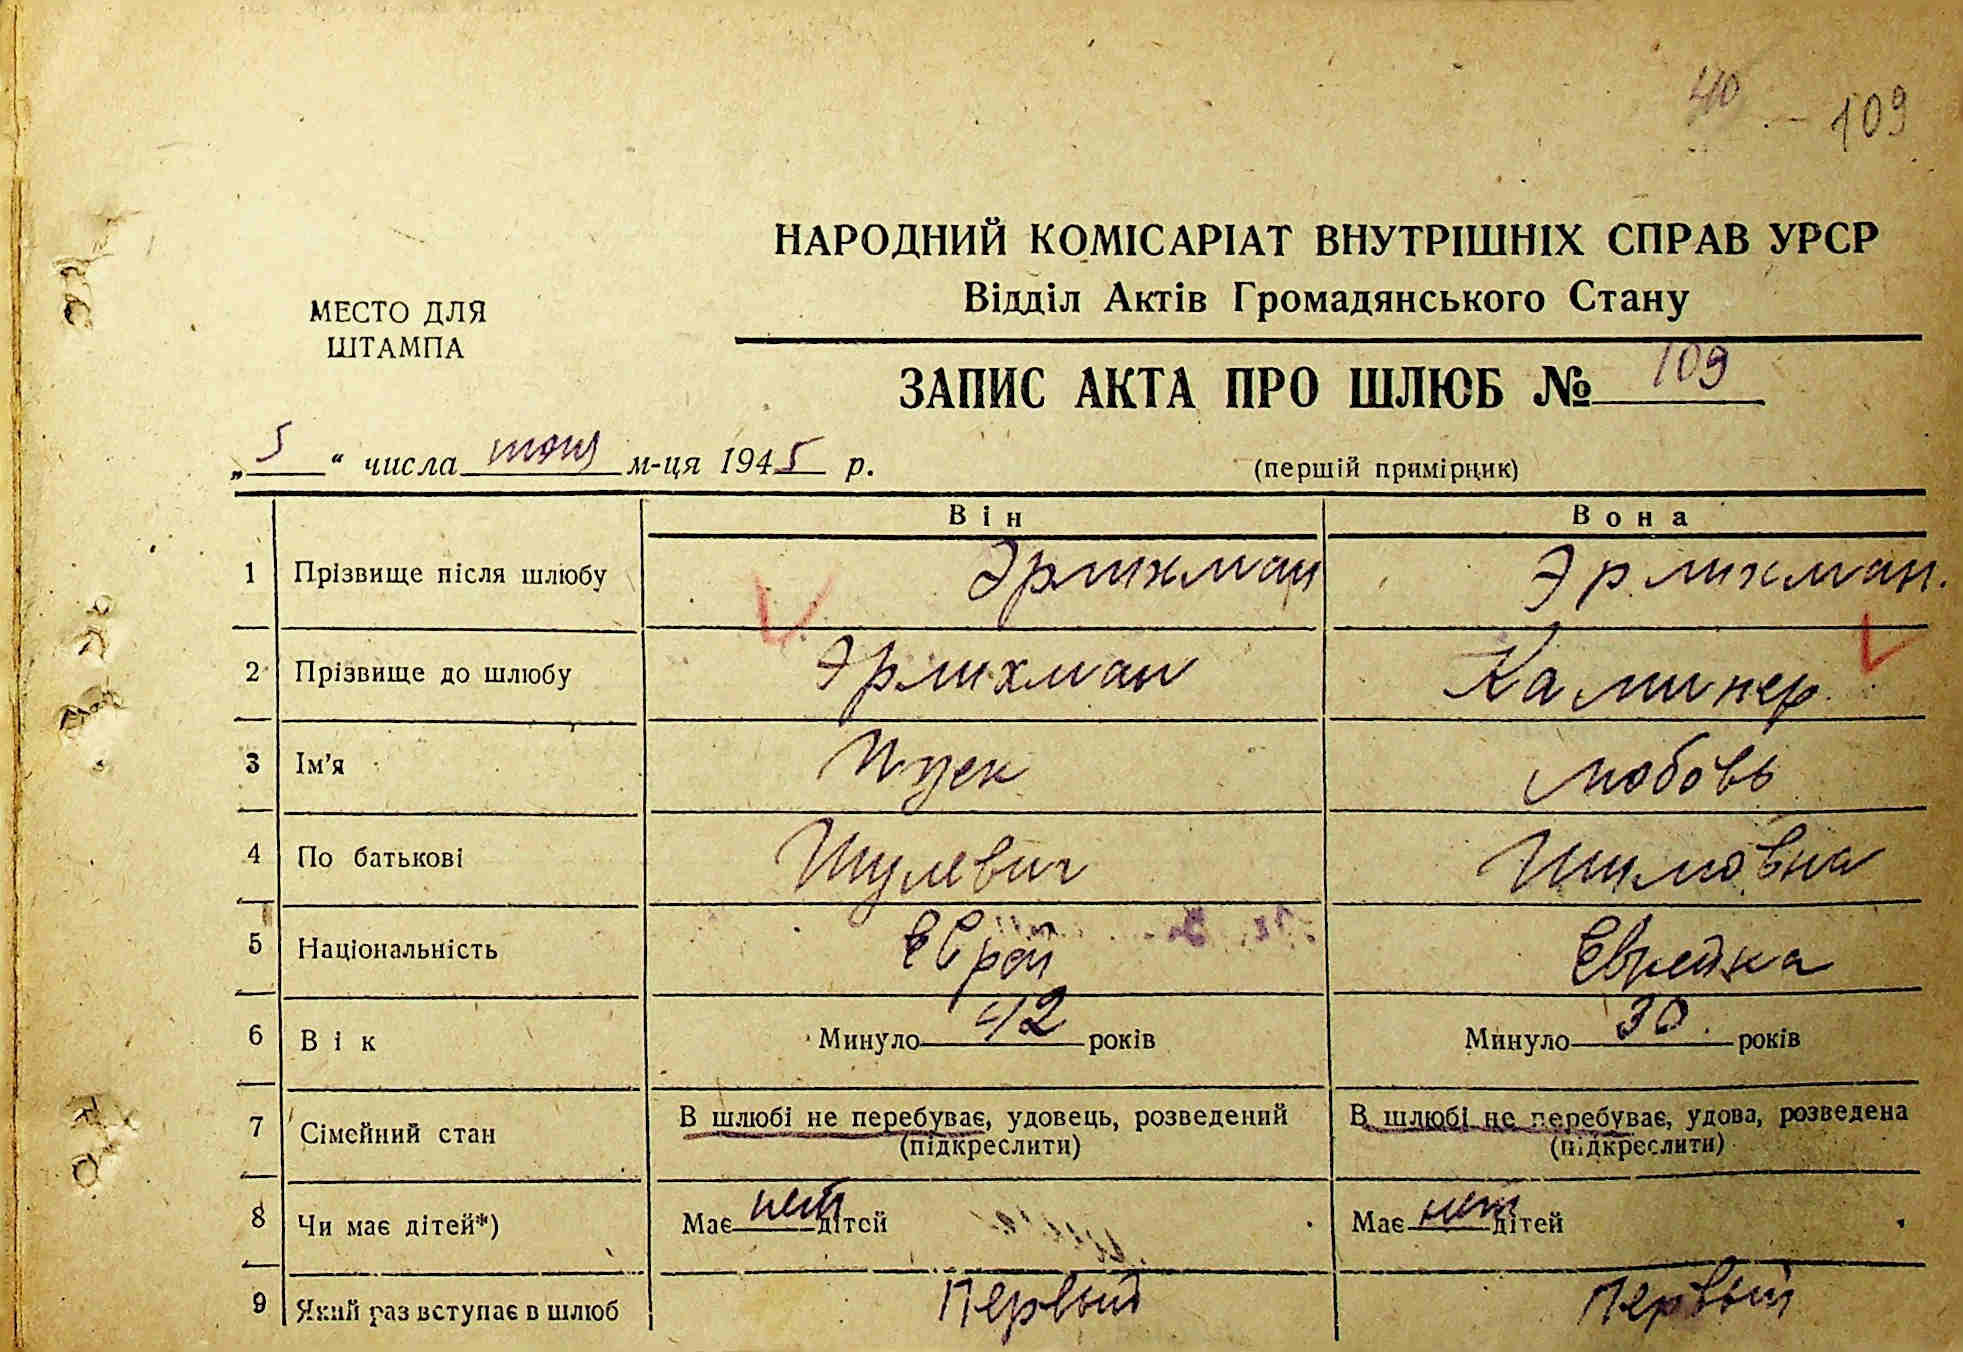 40 - 109
НАРОДНИЙ КОМІСАРІАТ ВНУТРІШНІХ СПРАВ УРСР
Відділ Актів Громадянського Стану
МЕСТО ДЛЯ
ШТАМПА
ЗАПИС АКТА ПРО ШЛЮБ № 109
„5“ числа июня м-ця 1945 р.
(першій примірник)
Він Вона
1 Прізвище після шлюбу Эрлихман Эрлихман.
2 Прізвище до шлюбу Эрлихман Каминер
3 Ім'я Любовь
4 По батькові Шулевич Шимовна
5 Національність Еврей Еврейка
6 Вік Минуло 42 років Минуло 30 років
7 Сімейний стан В шлюбі не перебуває, удовець, розведений В шлюбі не перебуває, удова, розведена
(підкреслити) (підкреслити)
8 Чи має дітей*) Має нет дітей Має нет дітей
9 Який раз вступає в шлюб Первый Первый